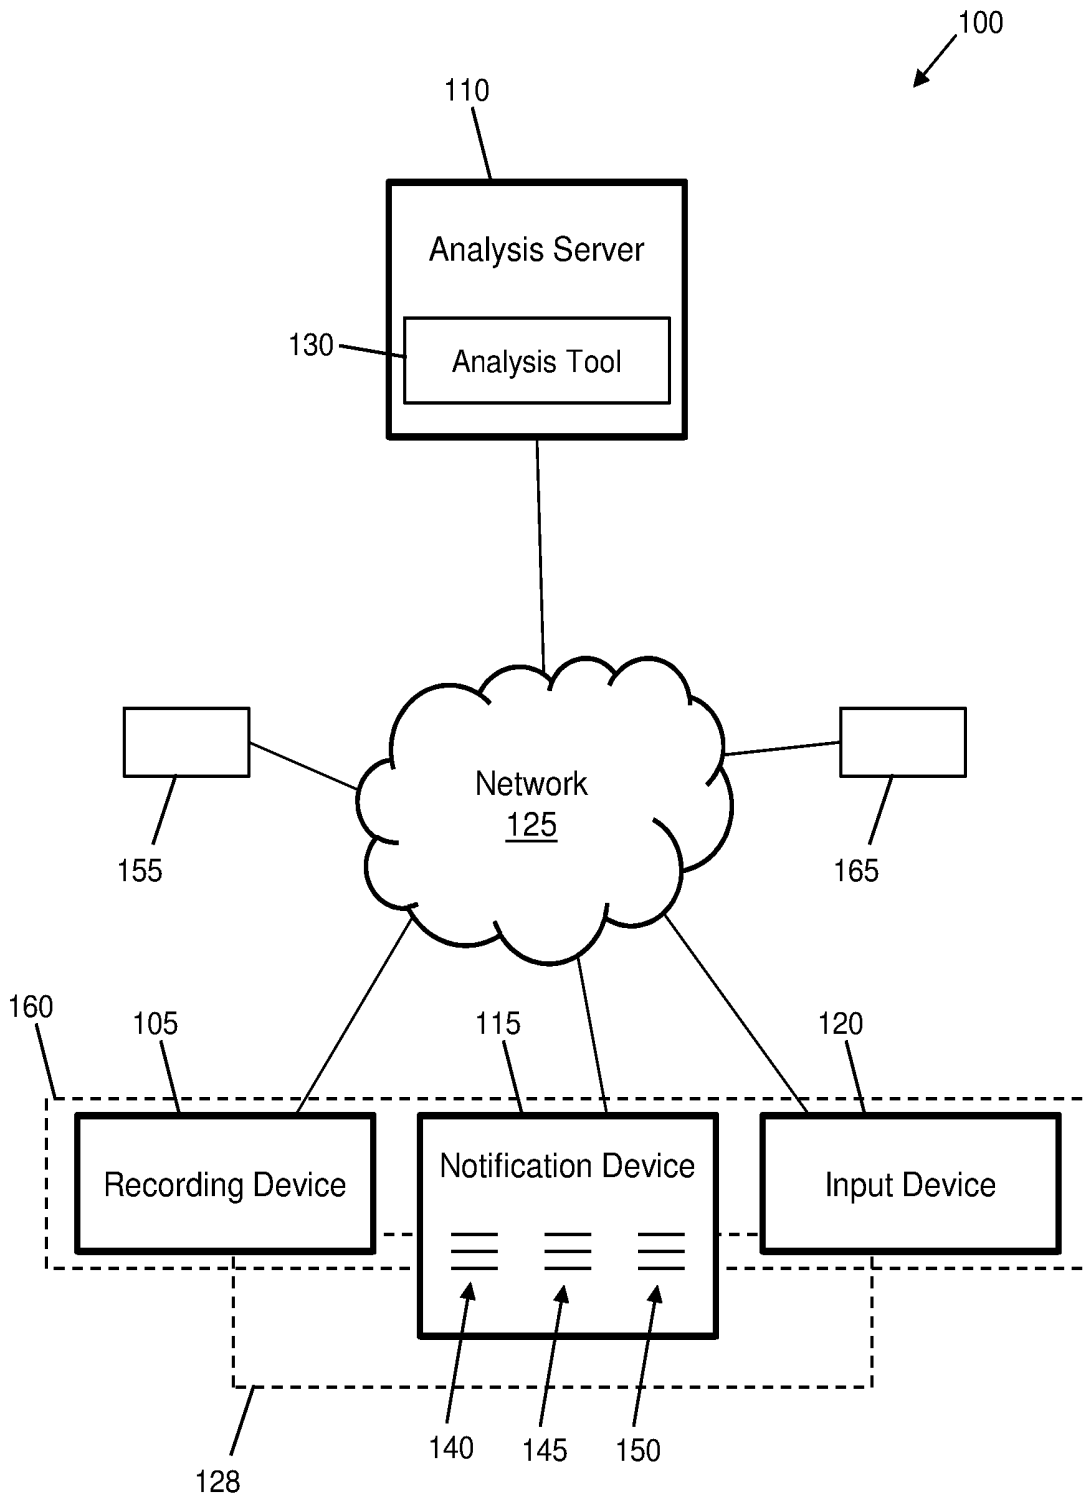 100
110
Analysis Server
130
Analysis Tool
Network
125
155
165
160
105
115
120
Recording Device
Notification Device
Input Device
140
145
150
128